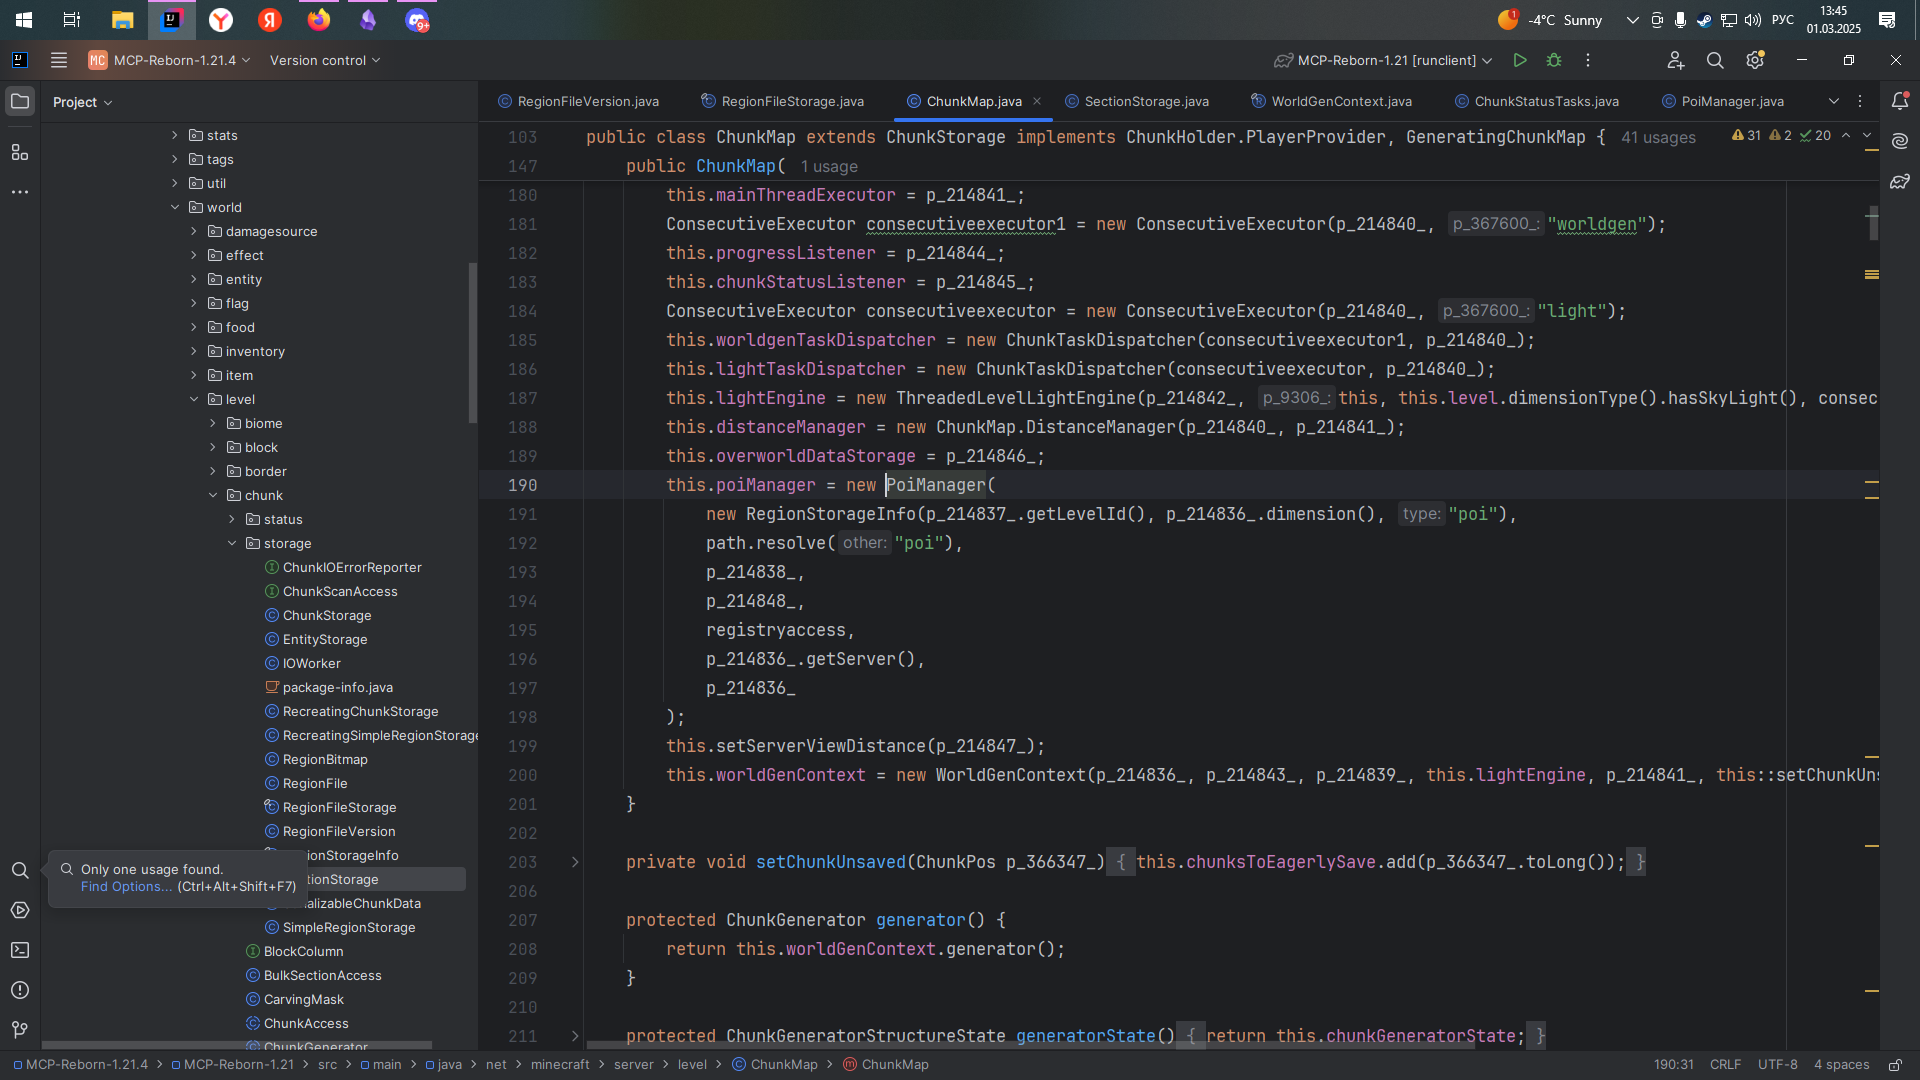 -4°C Sunny
РУС
13:45
01.03.2025
MC MCP-Reborn-1.21.4
Version control
MCP-Reborn-1.21 [runclient]
Project
RegionFileVersion.java
RegionFileStorage.java
ChunkMap.java
SectionStorage.java
WorldGenContext.java
ChunkStatusTasks.java
PoiManager.java
stats
tags
util
world
damagesource
effect
entity
flag
food
inventory
item
level
biome
block
border
chunk
status
storage
ChunkIOErrorReporter
ChunkScanAccess
ChunkStorage
EntityStorage
IOWorker
package-info.java
RecreatingChunkStorage
RecreatingSimpleRegionStorage
RegionBitmap
RegionFile
RegionFileStorage
RegionFileVersion
ionStorageInfo
tionStorage
alizableChunkData
SimpleRegionStorage
BlockColumn
BulkSectionAccess
CarvingMask
ChunkAccess
ChunkGenerator
Only one usage found.
Find Options... (Ctrl+Alt+Shift+F7)
103 public class ChunkMap extends ChunkStorage implements ChunkHolder.PlayerProvider, GeneratingChunkMap { 41 usages
31 2 20
147 public ChunkMap( 1 usage
180 this.mainThreadExecutor = p_214841_;
181 ConsecutiveExecutor consecutiveexecutor1 = new ConsecutiveExecutor(p_214840_, p_367600_: "worldgen");
182 this.progressListener = p_214844_;
183 this.chunkStatusListener = p_214845_;
184 ConsecutiveExecutor consecutiveexecutor = new ConsecutiveExecutor(p_214840_, p_367600_: "light");
185 this.worldgenTaskDispatcher = new ChunkTaskDispatcher(consecutiveexecutor1, p_214840_);
186 this.lightTaskDispatcher = new ChunkTaskDispatcher(consecutiveexecutor, p_214840_);
187 this.lightEngine = new ThreadedLevelLightEngine(p_214842_, p_9306_: this, this.level.dimensionType().hasSkyLight(), consec
188 this.distanceManager = new ChunkMap.DistanceManager(p_214840_, p_214841_);
189 this.overworldDataStorage = p_214846_;
190 this.poiManager = new PoiManager(
191 new RegionStorageInfo(p_214837_.getLevelId(), p_214836_.dimension(), type: "poi"),
192 path.resolve( other: "poi"),
193 p_214838_,
194 p_214848_,
195 registryaccess,
196 p_214836_.getServer(),
197 p_214836_
198 );
199 this.setServerViewDistance(p_214847_);
200 this.worldGenContext = new WorldGenContext(p_214836_, p_214843_, p_214839_, this.lightEngine, p_214841_, this::setChunkUns
201 }
202
203 private void setChunkUnsaved(ChunkPos p_366347_) { this.chunksToEagerlySave.add(p_366347_.toLong()); }
206
207 protected ChunkGenerator generator() {
208 return this.worldGenContext.generator();
209 }
210
211 protected ChunkGeneratorStructureState generatorState() { return this.chunkGeneratorState; }
MCP-Reborn-1.21.4 > MCP-Reborn-1.21 > src > main > java > net > minecraft > server > level > ChunkMap > ChunkMap
190:31 CRLF UTF-8 4 spaces